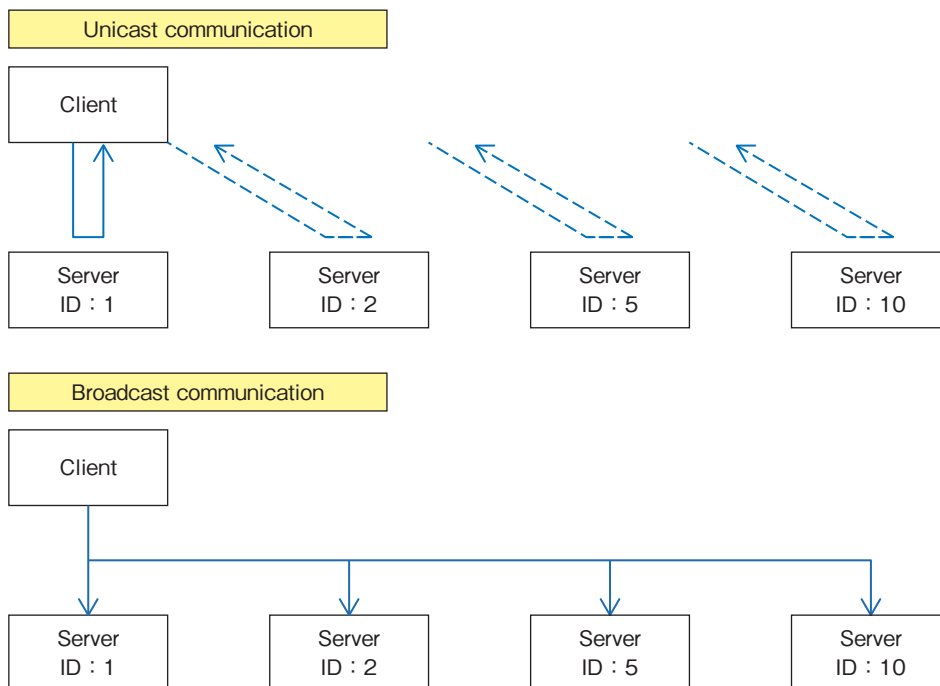 Unicast communication
Client
Server
ID：1
Server
ID：2
Server
ID：5
Server
ID：10
Broadcast communication
Client
Server
ID：1
Server
ID：2
Server
ID：5
Server
ID：10